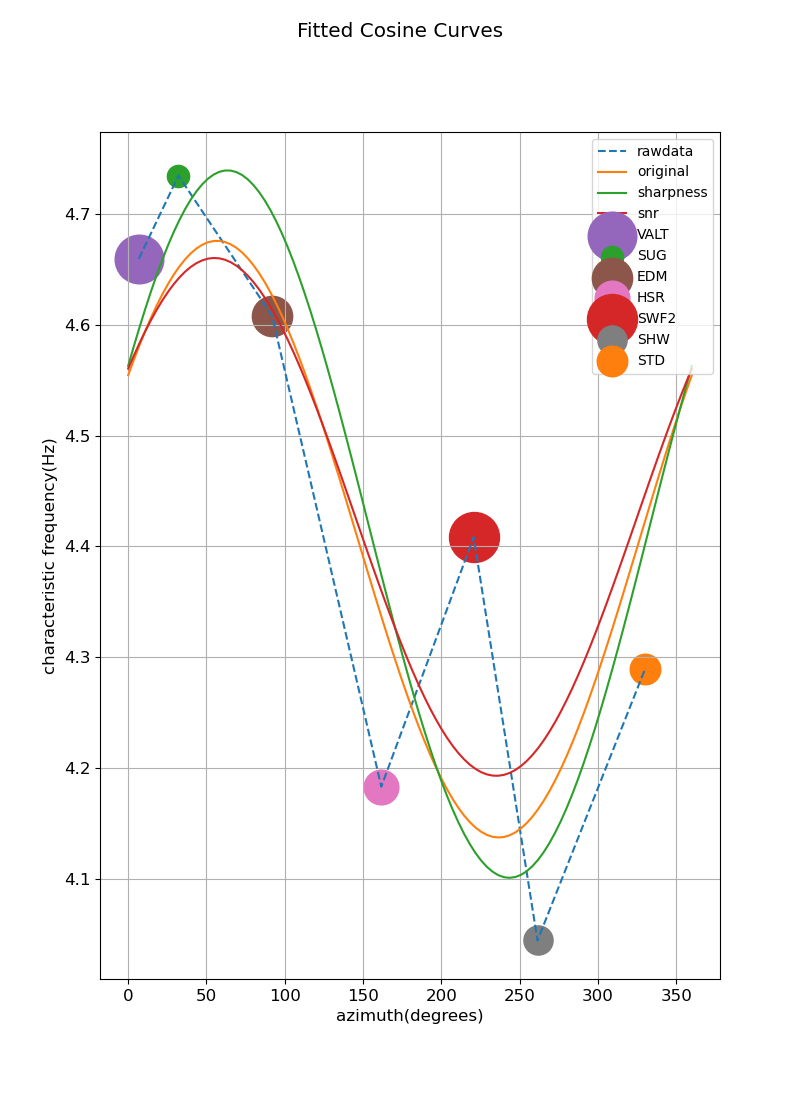 Fitted Cosine Curves
rawdata
original
sharpness
snr
VALT
SUG
EDM
HSR
SWF2
SHW
STD
characteristic frequency(Hz)
4.7
4.6
4.5
4.4
4.3
4.2
4.1
0 50 100 150 200 250 300 350
azimuth(degrees)